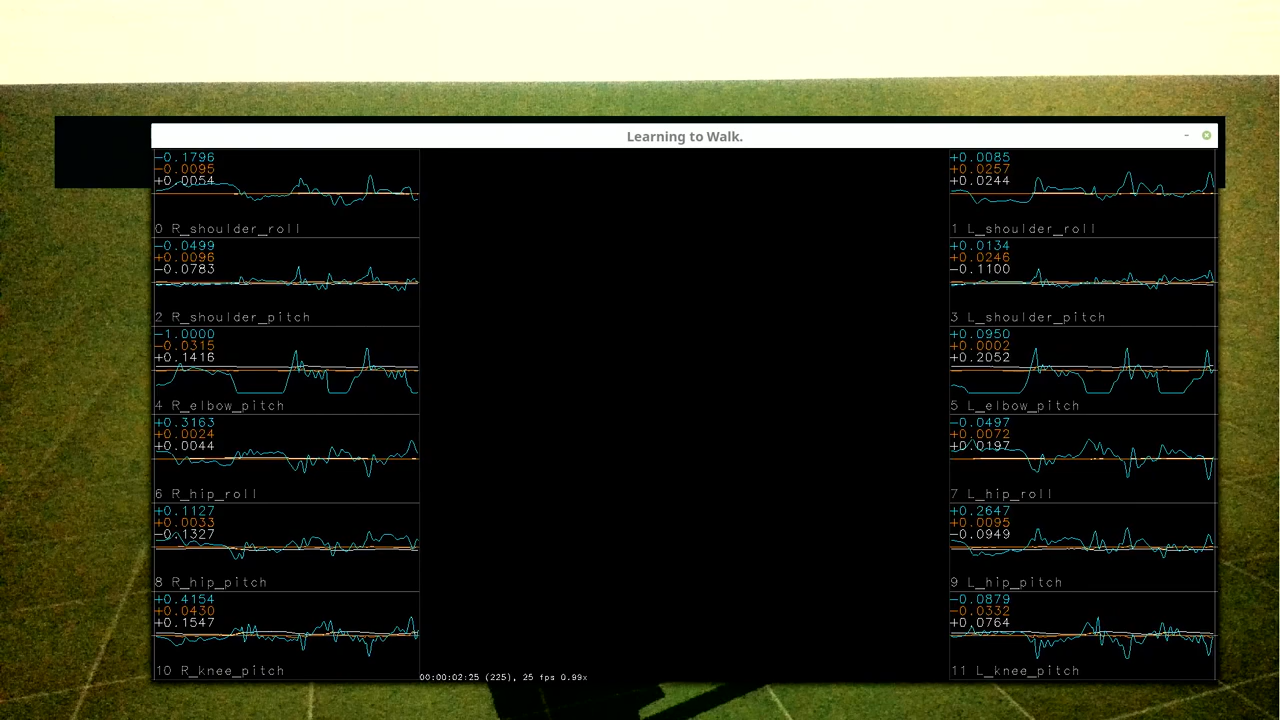 Learning to Walk.
-0.1796
-0.0095
+0.0054
0 R_shoulder_roll
-0.0499
+0.0096
-0.0783
2 R_shoulder_pitch
-1.0000
-0.0315
+0.1416
4 R_elbow_pitch
+0.3163
+0.0024
+0.0044
6 R_hip_roll
+0.1127
+0.0033
-0.1327
8 R_hip_pitch
+0.4154
+0.0430
+0.1547
10 R_knee_pitch
+0.0085
+0.0257
+0.0244
1 L_shoulder_roll
+0.0134
+0.0246
-0.1100
3 L_shoulder_pitch
+0.0950
+0.0002
+0.2052
5 L_elbow_pitch
-0.0497
+0.0072
+0.0197
7 L_hip_roll
+0.2647
+0.0095
-0.0949
9 L_hip_pitch
-0.0879
-0.0332
+0.0764
11 L_knee_pitch
00:00:02:25 (225), 25 fps 0.99x